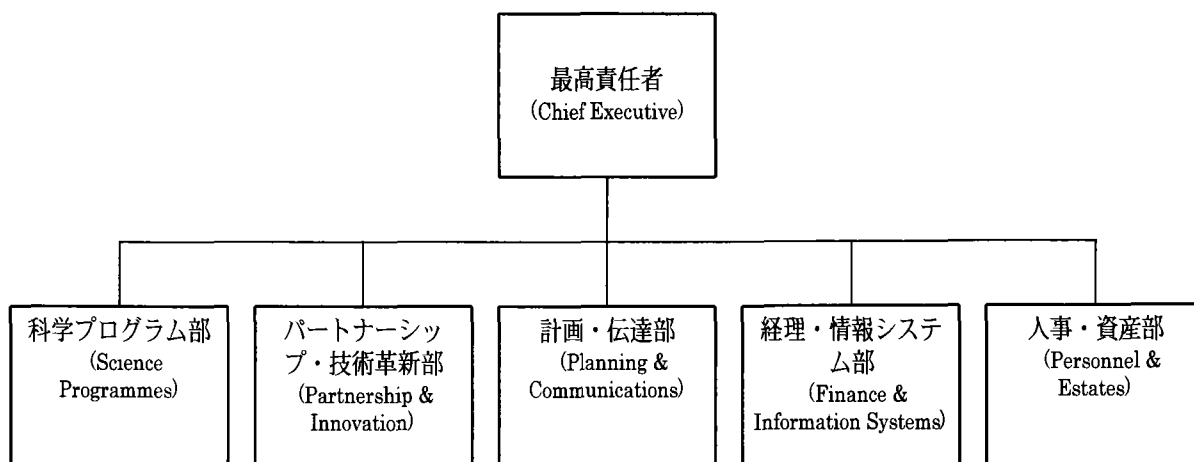 最高責任者
(Chief Executive)
科学プログラム部
(Science
Programmes)
パートナーシッ
プ・技術革新部
(Partnership &
Innovation)
計画・伝達部
(Planning &
Communications)
経理・情報システ
ム部
(Finance &
Information Systems)
人事・資産部
(Personnel &
Estates)